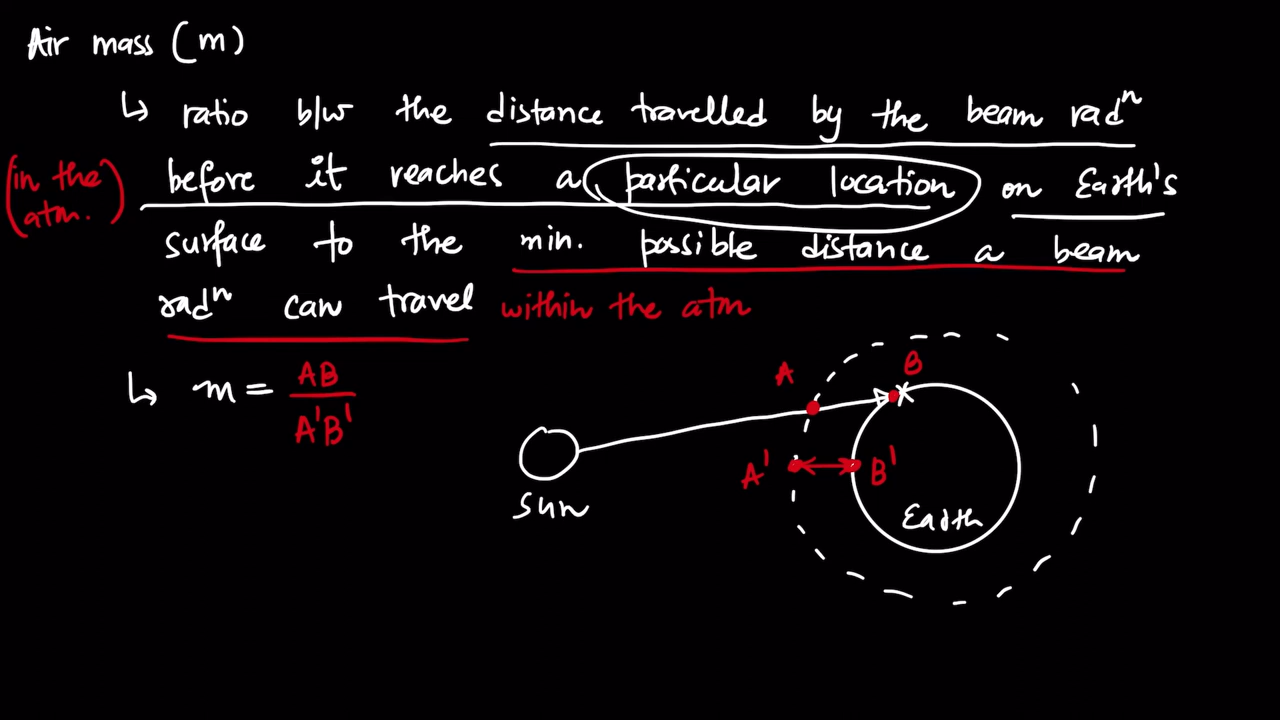 Air mass (m)
↳ ratio b/w the distance travelled by the beam radⁿ
(in the atm.)
before it reaches a particular location on Earth's
surface to the min. possible distance a beam
radⁿ can travel within the atm
↳ m = AB / A'B'
A
B
A'
B'
Sun
Earth